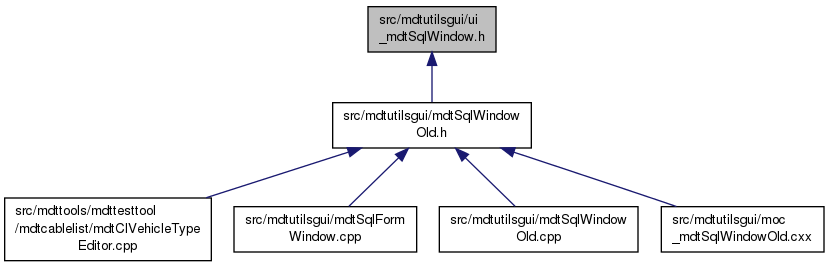 src/mdtutilsgui/ui
_mdtSqlWindow.h
src/mdtutilsgui/mdtSqlWindow
Old.h
src/mdttools/mdttesttool
/mdtcablelist/mdtClVehicleType
Editor.cpp
src/mdtutilsgui/mdtSqlForm
Window.cpp
src/mdtutilsgui/mdtSqlWindow
Old.cpp
src/mdtutilsgui/moc
_mdtSqlWindowOld.cxx